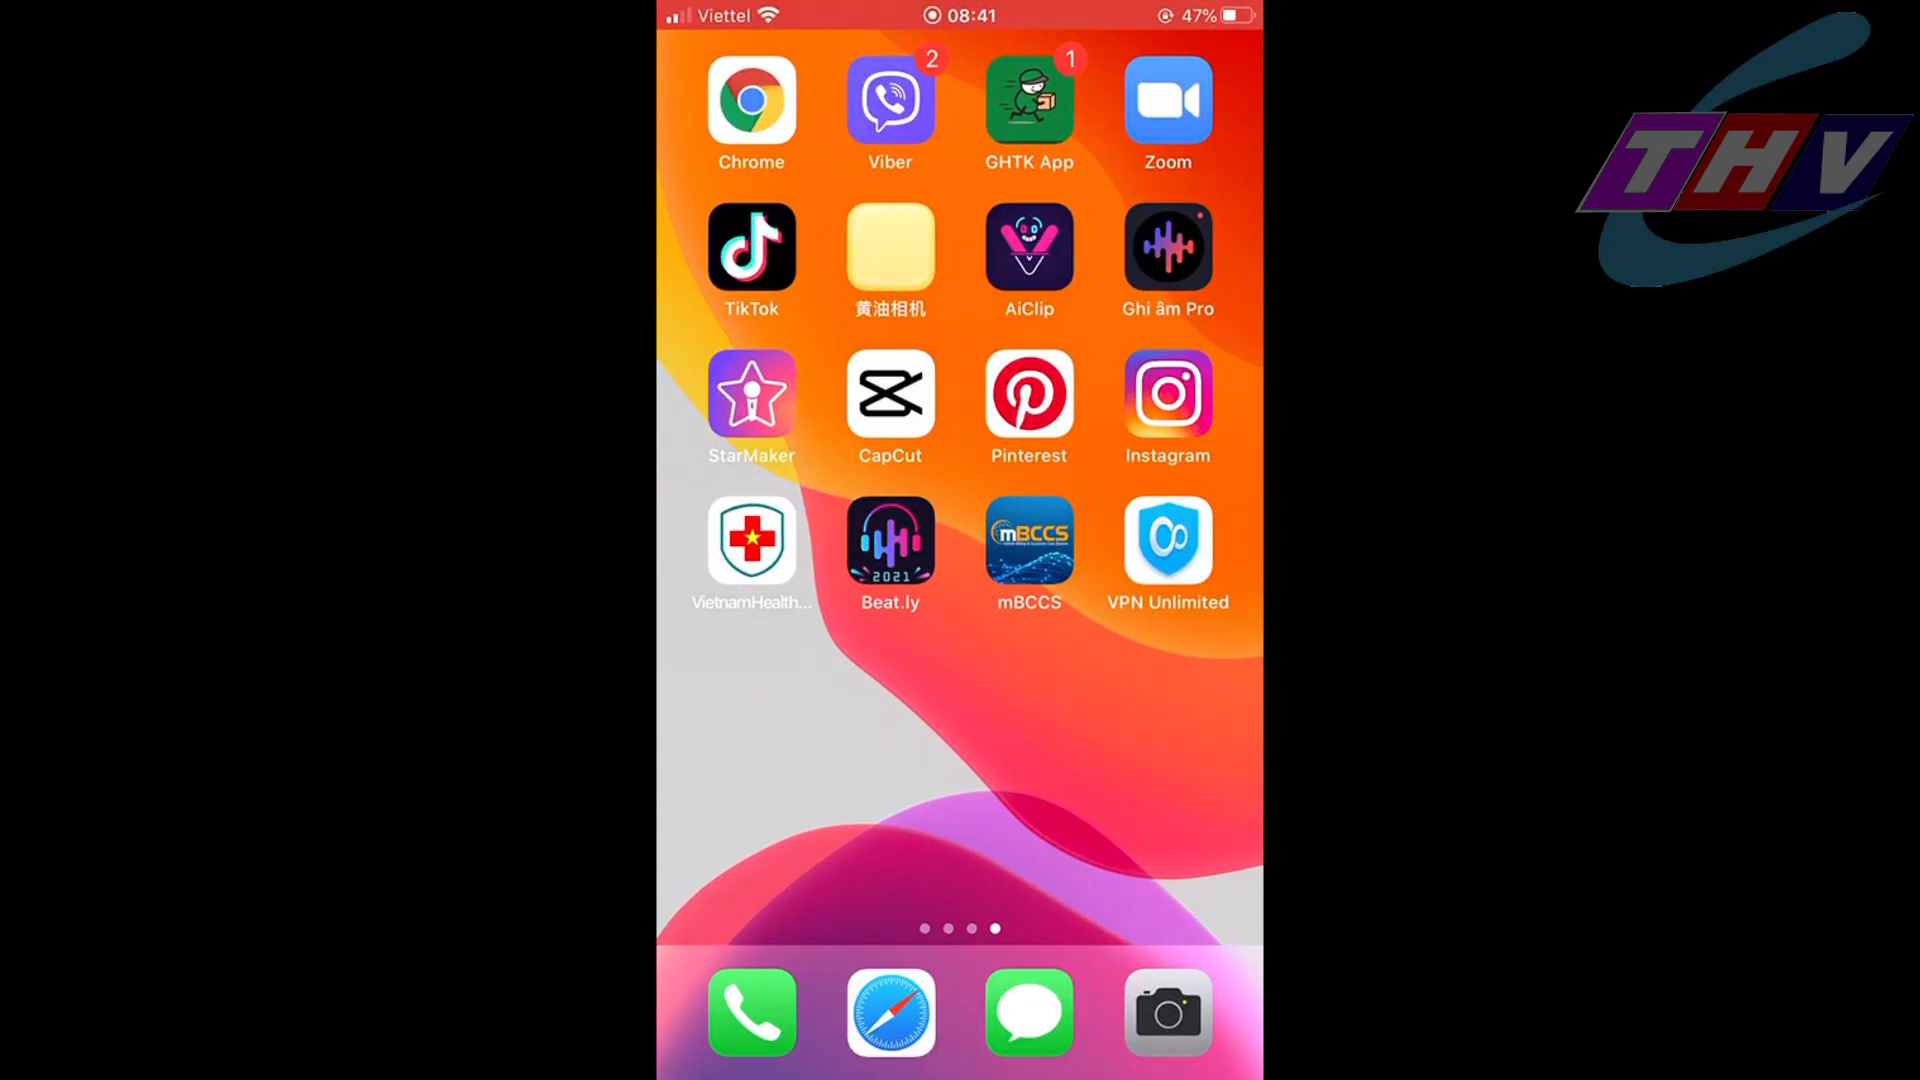 Viettel 08:41 47%
2 1
Chrome Viber GHTK App Zoom
TikTok 黄油相机 AiClip Ghi âm Pro
StarMaker CapCut Pinterest Instagram
2021
mBCCS
VietnamHealth... Beat.ly mBCCS VPN Unlimited
THV